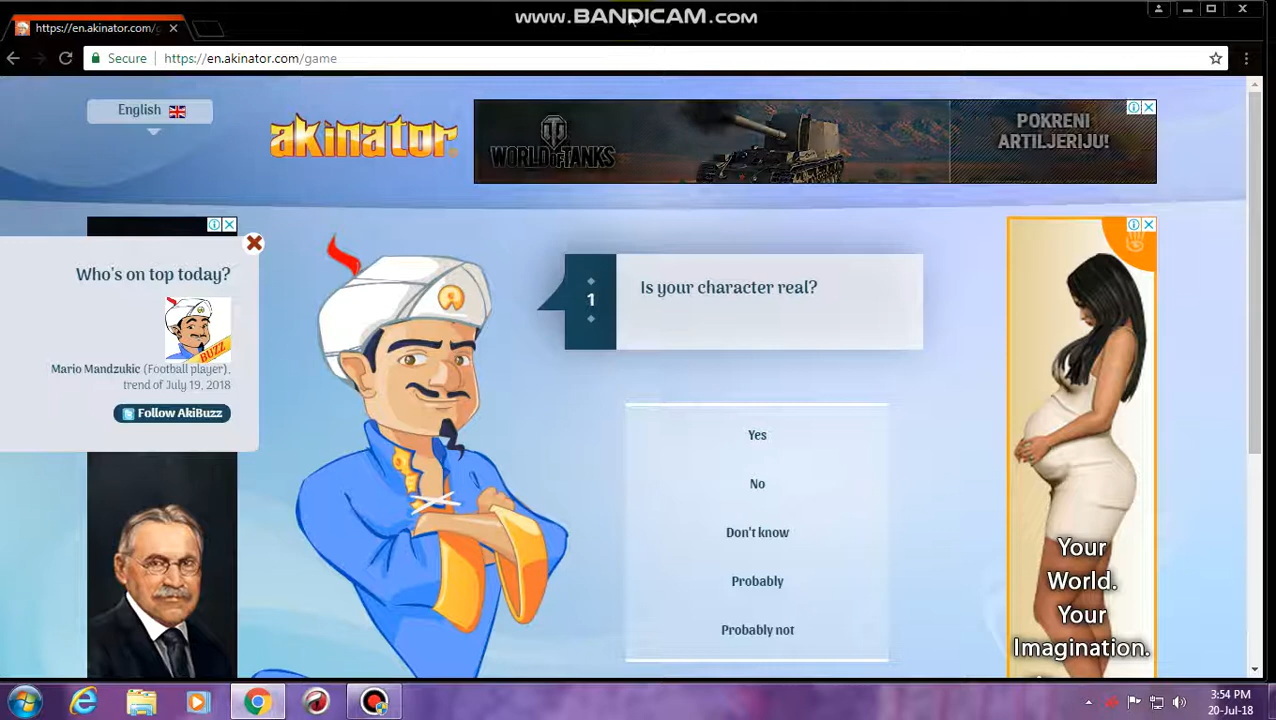 www.BANDICAM.com
https://en.akinator.com/g
Secure
https://en.akinator.com/game
English
akinator
WORLD OF TANKS
POKRENI
ARTILJERIJU!
Who's on top today?
BUZZ
Mario Mandzukic (Football player),
trend of July 19, 2018
Follow AkiBuzz
1
Is your character real?
Yes
No
Don't know
Probably
Probably not
Your
World.
Your
Imagination.
3:54 PM
20-Jul-18